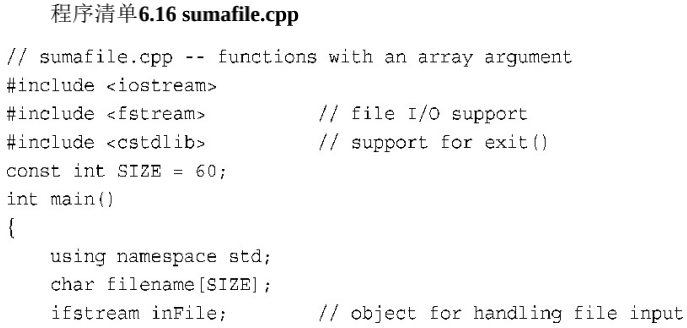 程序清单6.16 sumafile.cpp
// sumafile.cpp -- functions with an array argument
#include <iostream>
#include <fstream>          // file I/O support
#include <cstdlib>          // support for exit()
const int SIZE = 60;
int main()
{
    using namespace std;
    char filename[SIZE];
    ifstream inFile;        // object for handling file input